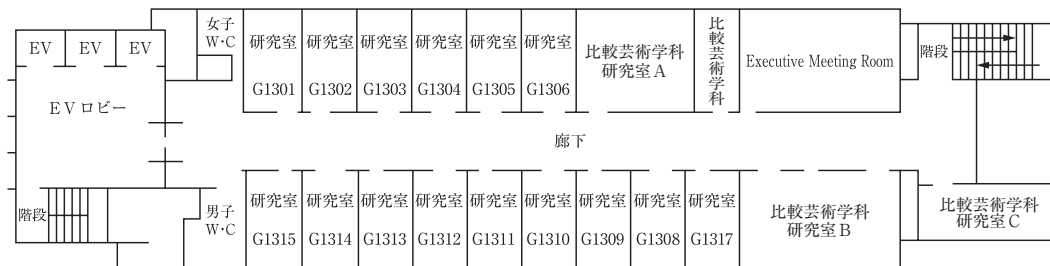 EV
EV
EV
EVロビー
階段
女子
W・C
研究室
G1301
研究室
G1302
研究室
G1303
研究室
G1304
研究室
G1305
研究室
G1306
比較芸術学科
研究室A
比較芸術学科
Executive Meeting Room
階段
廊下
男子
W・C
研究室
G1315
研究室
G1314
研究室
G1313
研究室
G1312
研究室
G1311
研究室
G1310
研究室
G1309
研究室
G1308
研究室
G1317
比較芸術学科
研究室B
比較芸術学科
研究室C